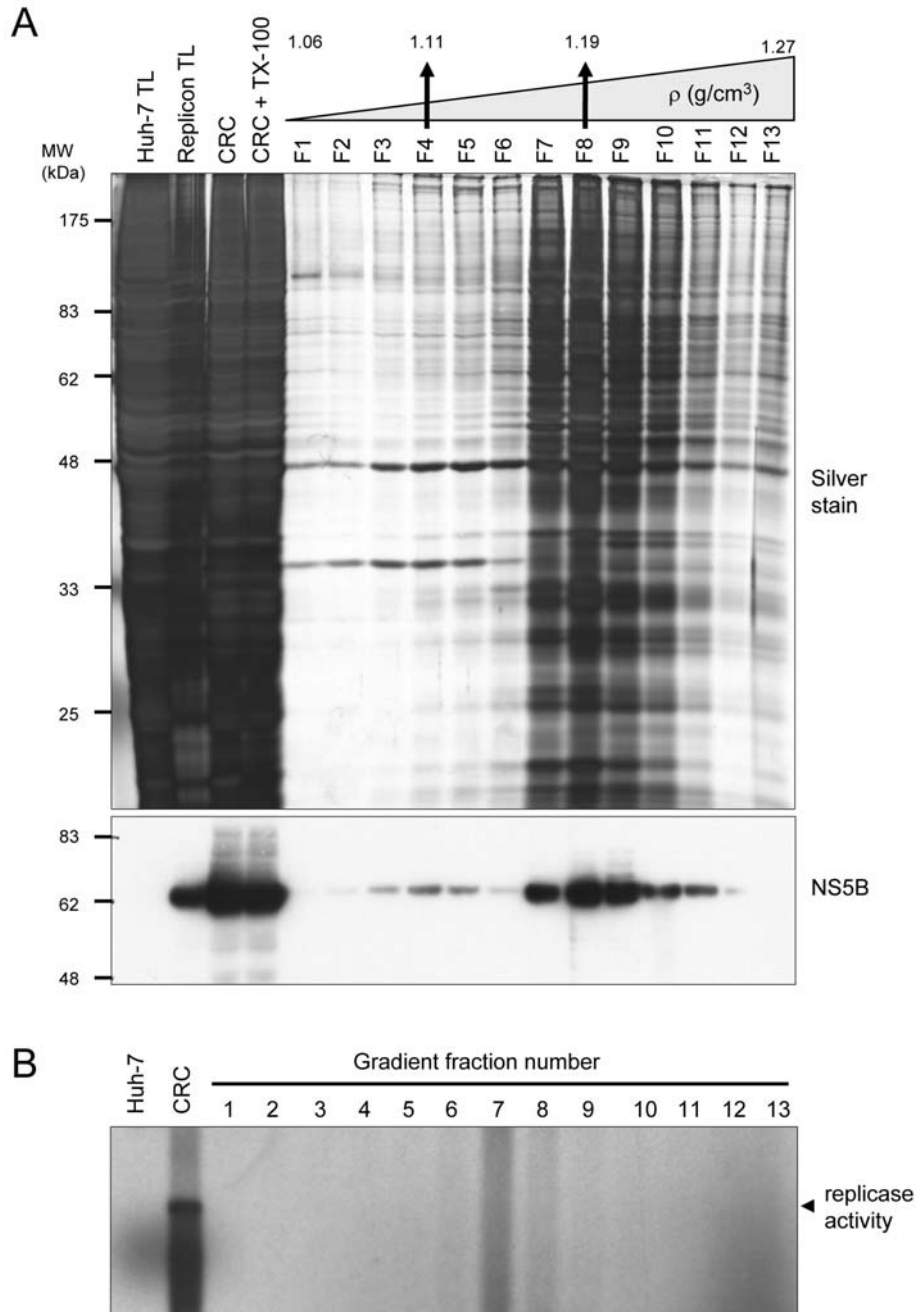 A
1.06
1.11
1.19
1.27
ρ (g/cm³)
Huh-7 TL
Replicon TL
CRC
CRC + TX-100
F1
F2
F3
F4
F5
F6
F7
F8
F9
F10
F11
F12
F13
MW
(kDa)
175
83
62
48
33
25
Silver
stain
83
62
48
NS5B
B
Huh-7
CRC
Gradient fraction number
1 2 3 4 5 6 7 8 9 10 11 12 13
replicase
activity